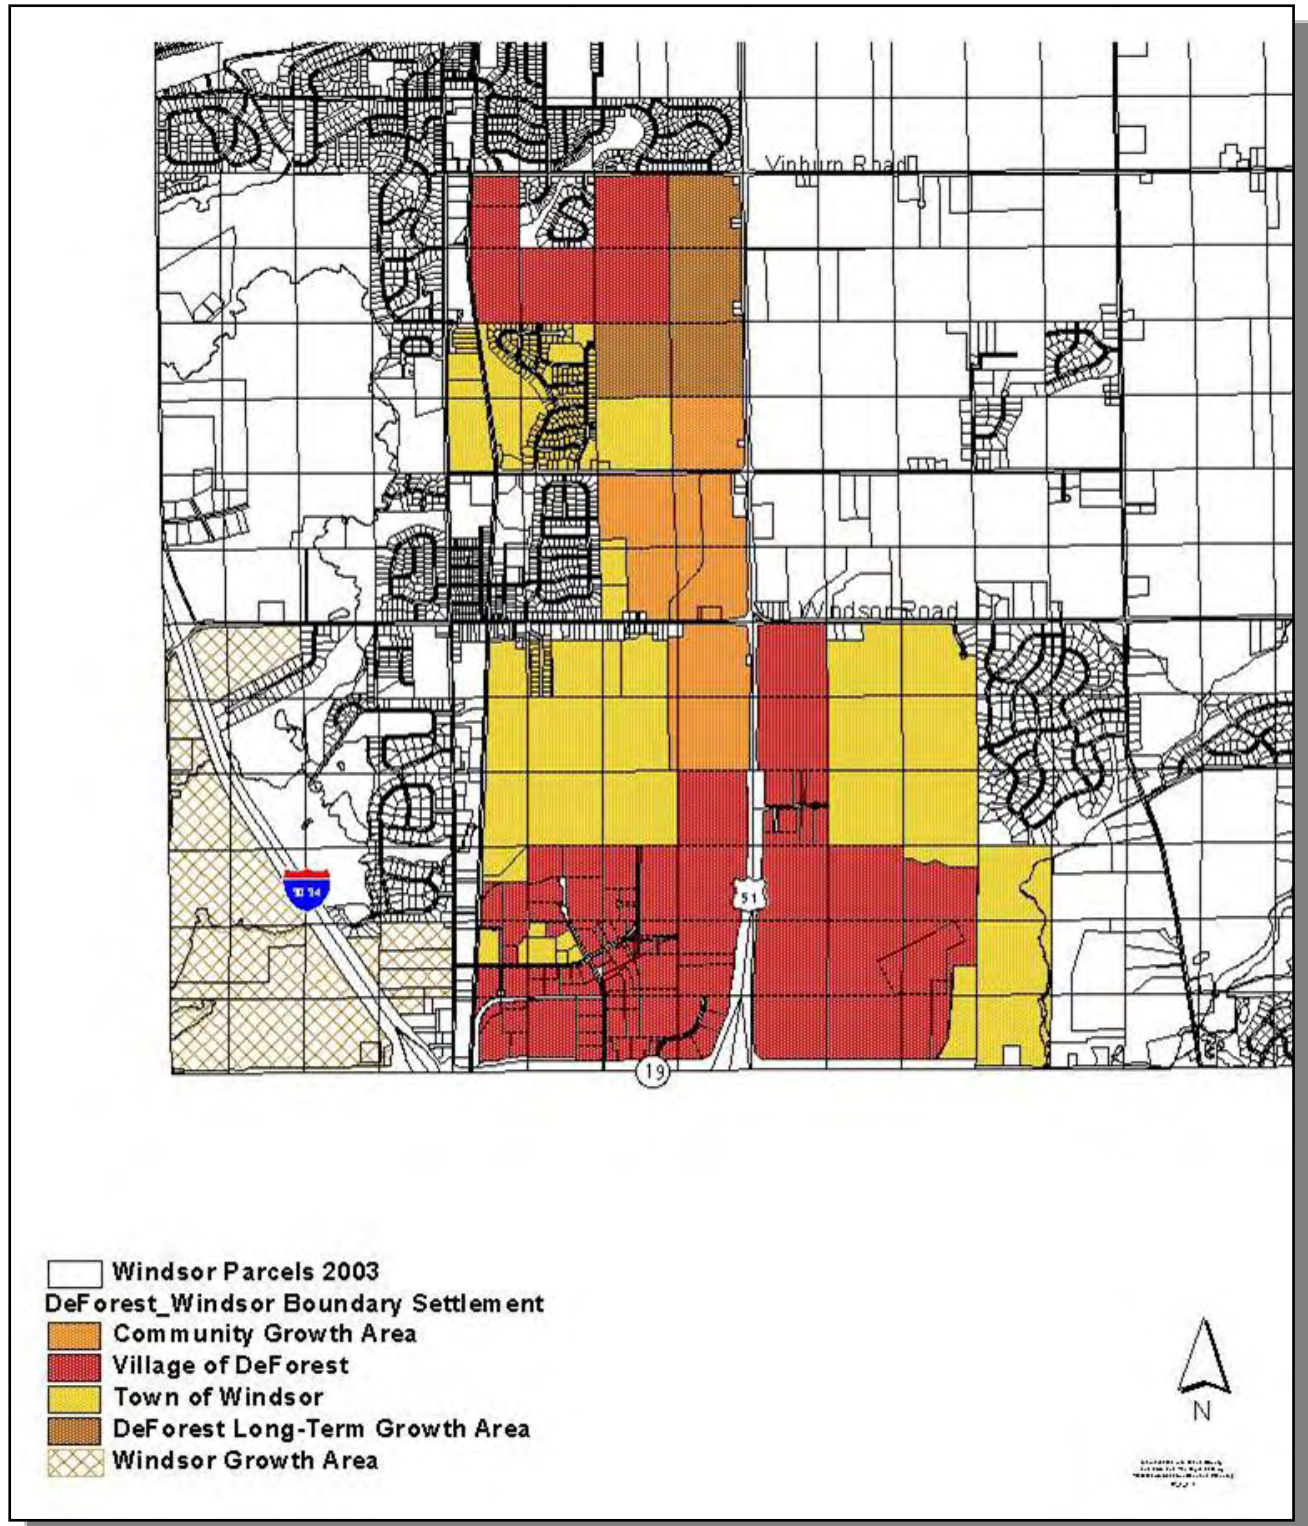 Vinburn Road
Windsor Road
90 94
51
19
Windsor Parcels 2003
DeForest_Windsor Boundary Settlement
Community Growth Area
Village of DeForest
Town of Windsor
DeForest Long-Term Growth Area
Windsor Growth Area
N